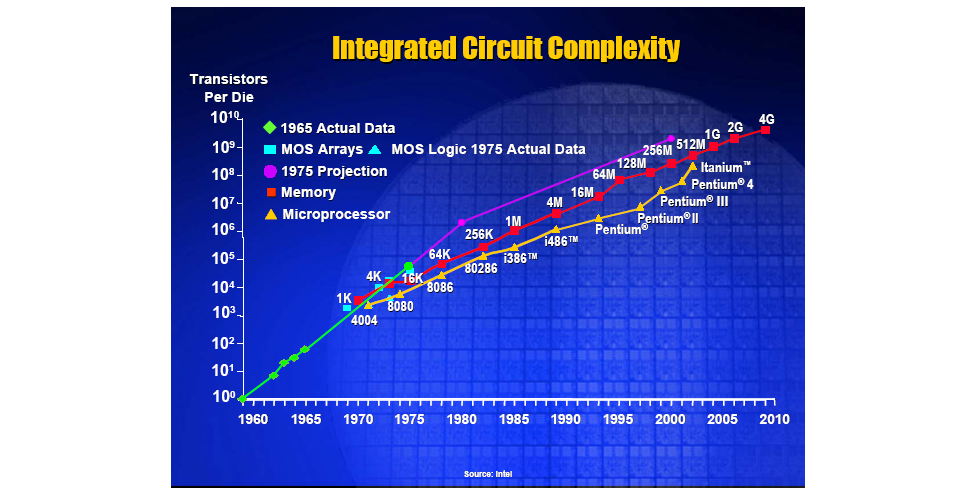 Integrated Circuit Complexity
Transistors
Per Die
10¹⁰
10⁹
10⁸
10⁷
10⁶
10⁵
10⁴
10³
10²
10¹
10⁰
1965 Actual Data
MOS Arrays
MOS Logic 1975 Actual Data
1975 Projection
Memory
Microprocessor
1K
4K
16K
64K
256K
1M
4M
16M
64M
128M
256M
512M
1G
2G
4G
4004
8080
8086
80286
i386™
i486™
Pentium®
Pentium® II
Pentium® III
Pentium® 4
Itanium™
1960 1965 1970 1975 1980 1985 1990 1995 2000 2005 2010
Source: Intel